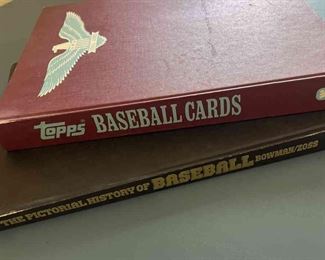 Topps BASEBALL CARDS
THE PICTORIAL HISTORY OF BASEBALL BOWMAN/ZOSS